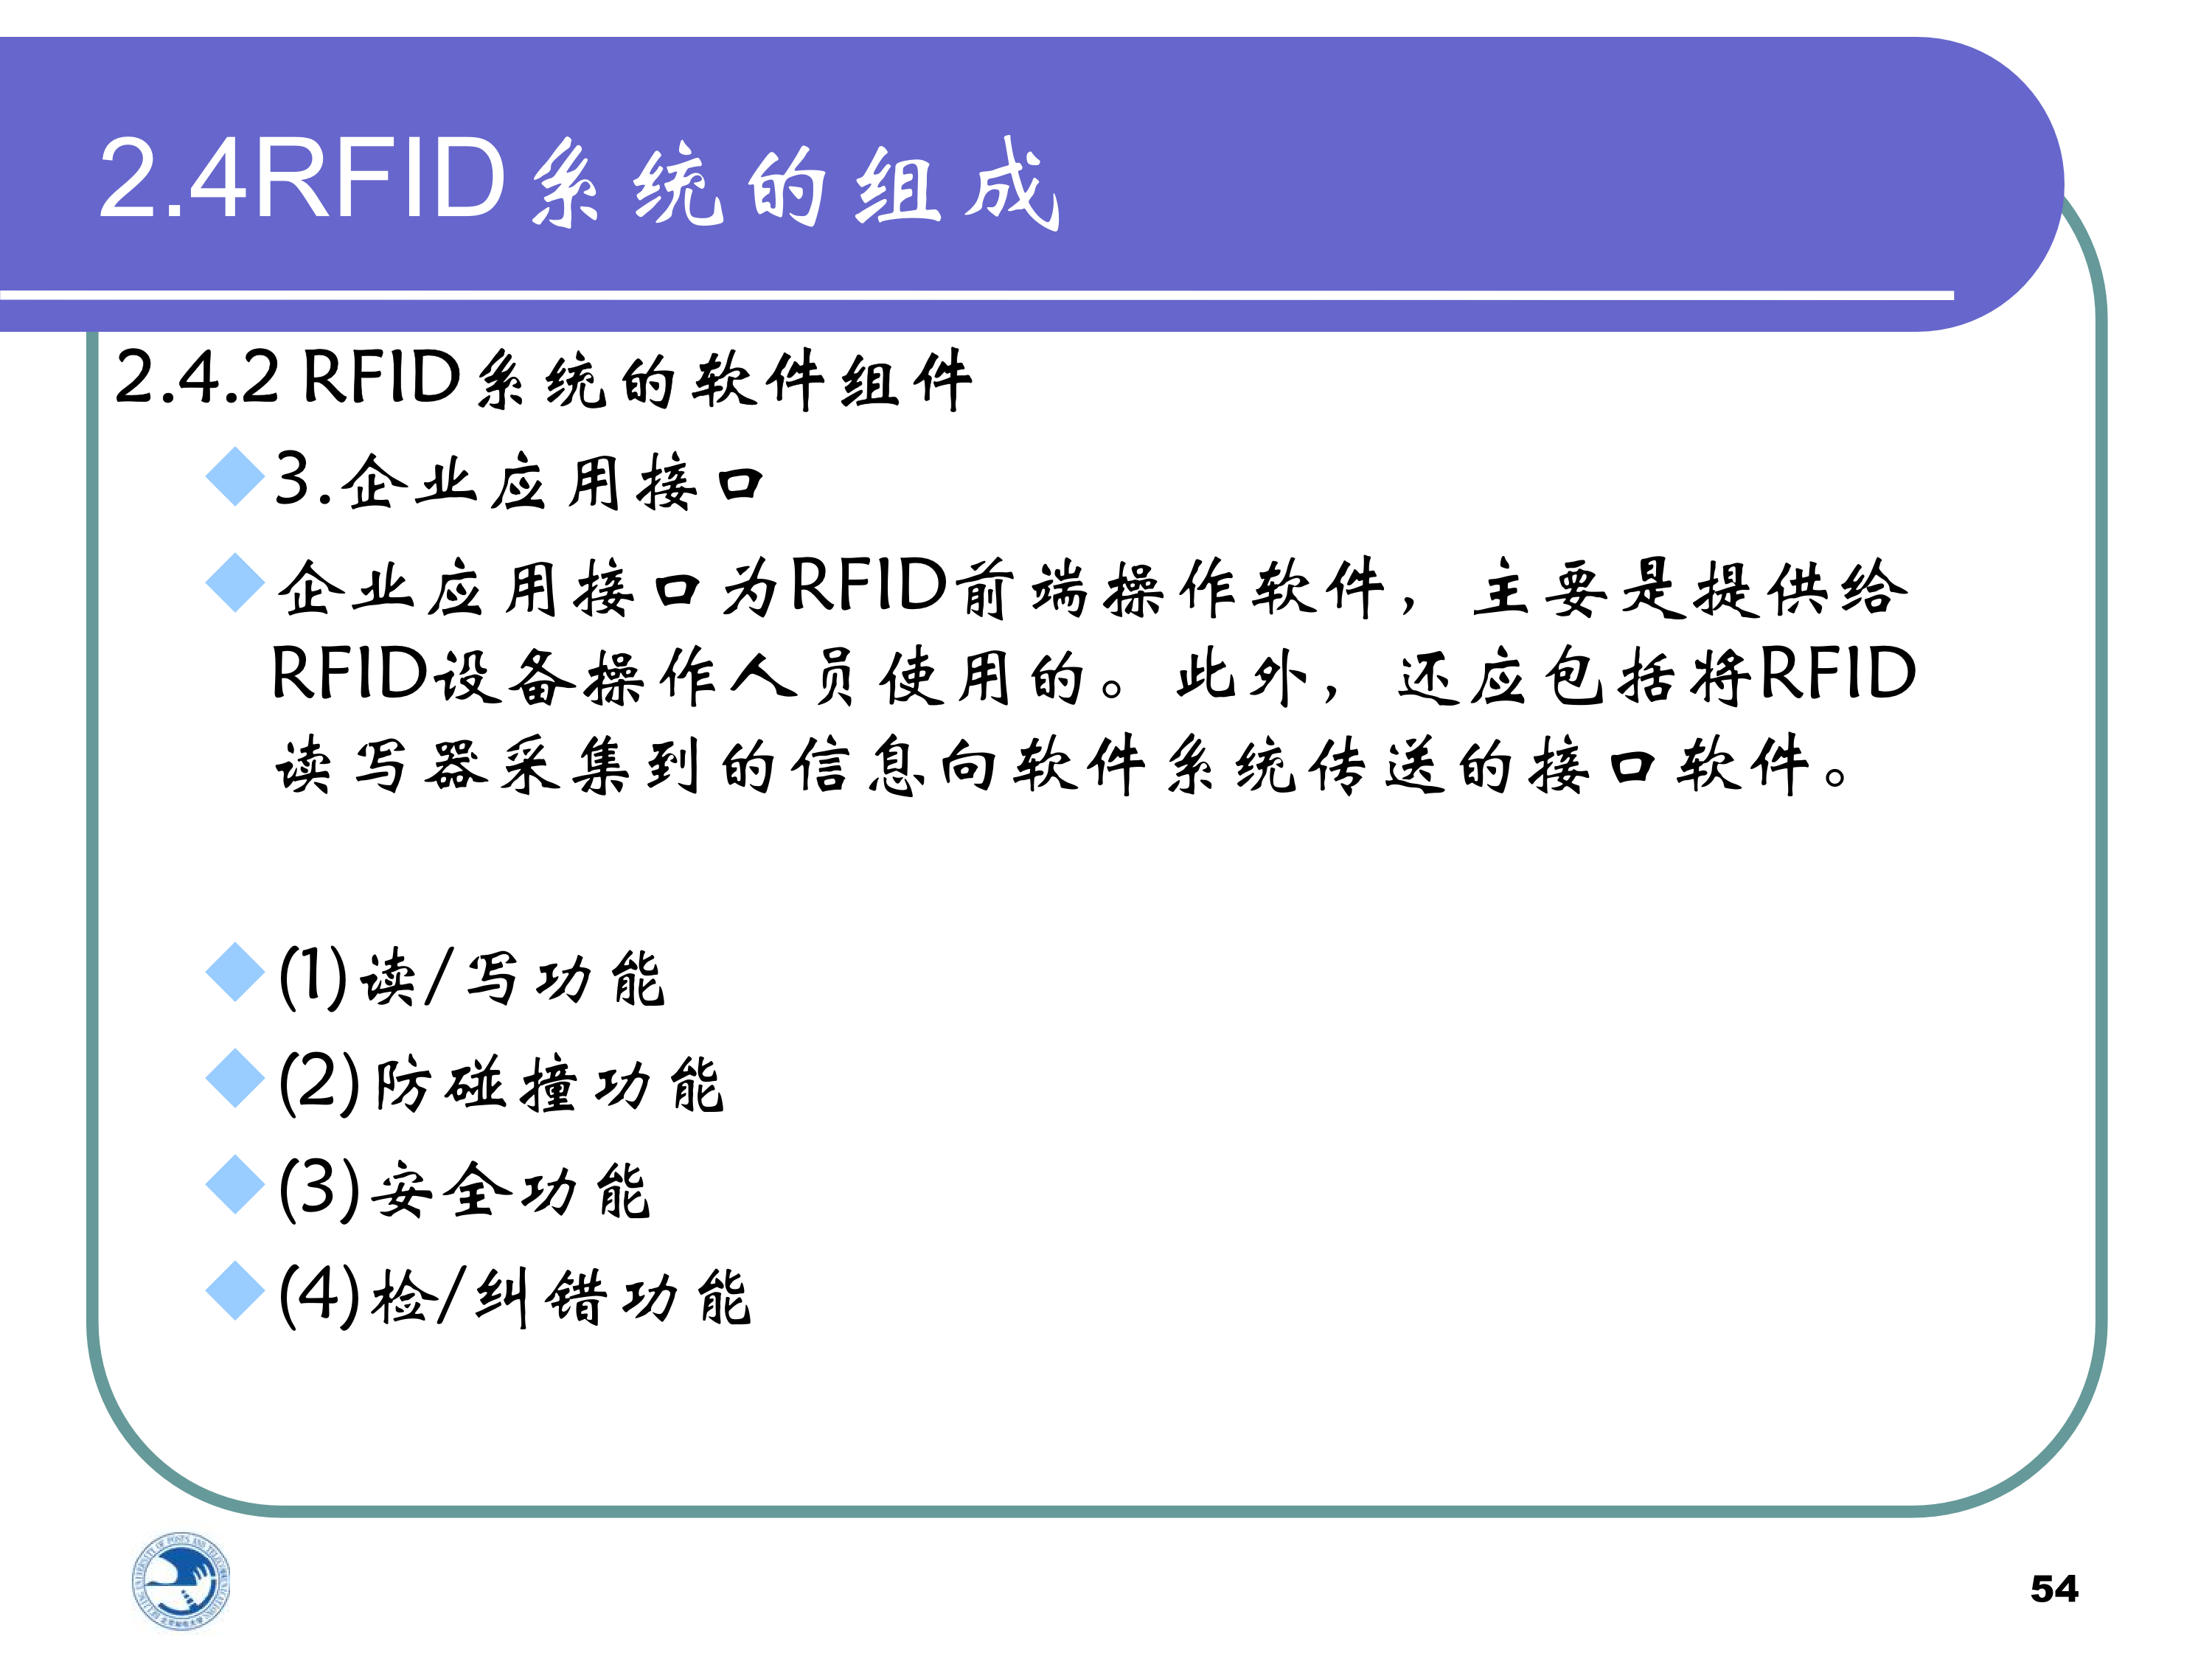 2.4RFID系统的组成
2.4.2 RFID系统的软件组件
3.企业应用接口
企业应用接口为RFID前端操作软件，主要是提供给
RFID设备操作人员使用的。此外，还应包括将RFID
读写器采集到的信息向软件系统传送的接口软件。
(1)读/写功能
(2)防碰撞功能
(3)安全功能
(4)检/纠错功能
54